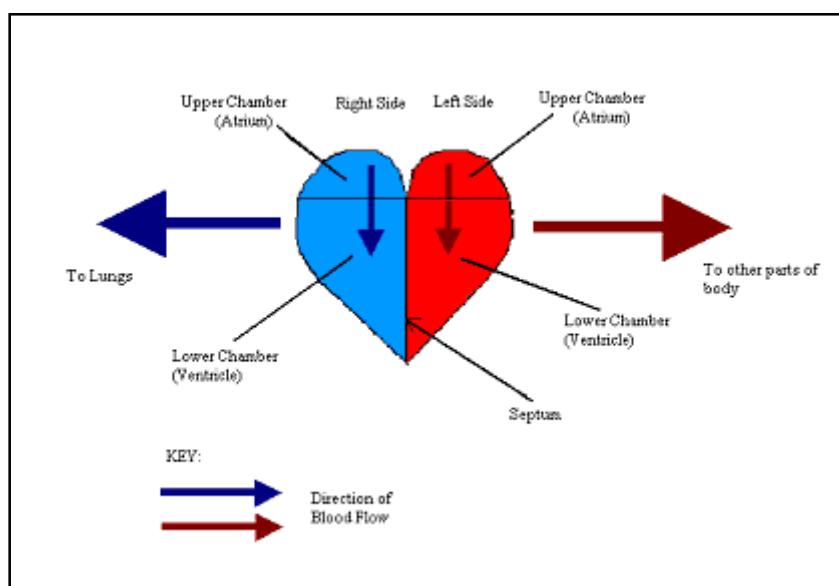 Upper Chamber
(Atrium)
Right Side
Left Side
Upper Chamber
(Atrium)
To Lungs
To other parts of
body
Lower Chamber
(Ventricle)
Lower Chamber
(Ventricle)
Septum
KEY:
Direction of
Blood Flow